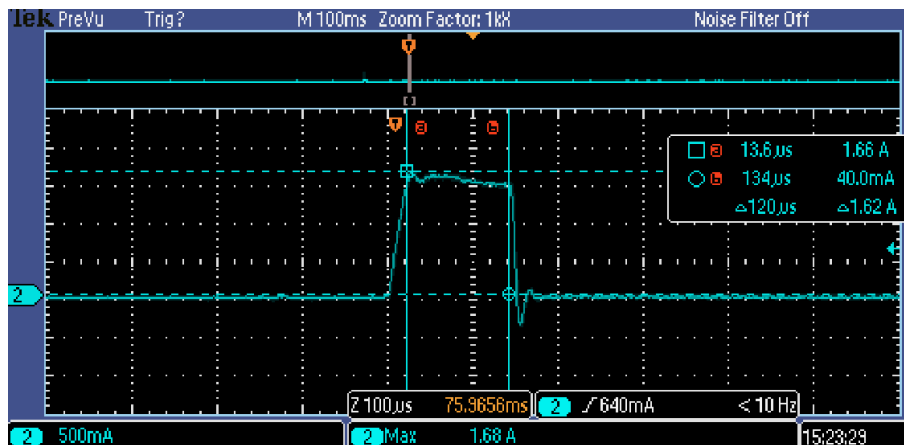 Tek PreVu Trig? M 100ms Zoom Factor: 1kX Noise Filter Off
T
[ ]
T a b
a 13.6µs 1.66 A
b 134µs 40.0mA
△120µs △1.62 A
2
Z 100µs 75.9656ms 2 ∫640mA <10 Hz
2 500mA 2 Max 1.68 A 15:23:29